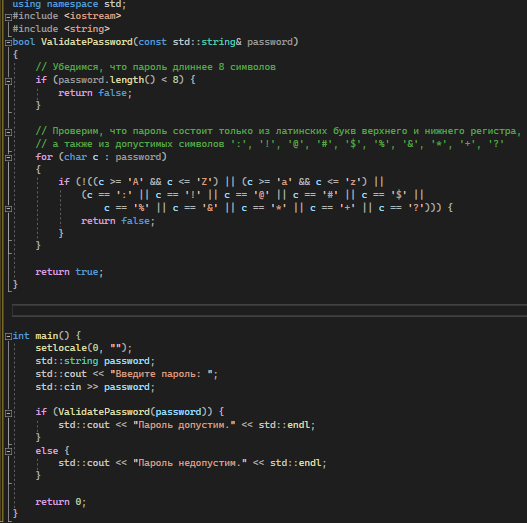 using namespace std;
#include <iostream>
#include <string>
bool ValidatePassword(const std::string& password)
{
// Убедимся, что пароль длиннее 8 символов
if (password.length() < 8) {
return false;
}
// Проверим, что пароль состоит только из латинских букв верхнего и нижнего регистра,
// а также из допустимых символов ':', '!', '@', '#', '$', '%', '&', '*', '+', '?'
for (char c : password)
{
if (!((c >= 'A' && c <= 'Z') || (c >= 'a' && c <= 'z') ||
(c == ':' || c == '!' || c == '@' || c == '#' || c == '$' ||
c == '%' || c == '&' || c == '*' || c == '+' || c == '?'))) {
return false;
}
}
return true;
}
int main() {
setlocale(0, "");
std::string password;
std::cout << "Введите пароль: ";
std::cin >> password;
if (ValidatePassword(password)) {
std::cout << "Пароль допустим." << std::endl;
}
else {
std::cout << "Пароль недопустим." << std::endl;
}
return 0;
}